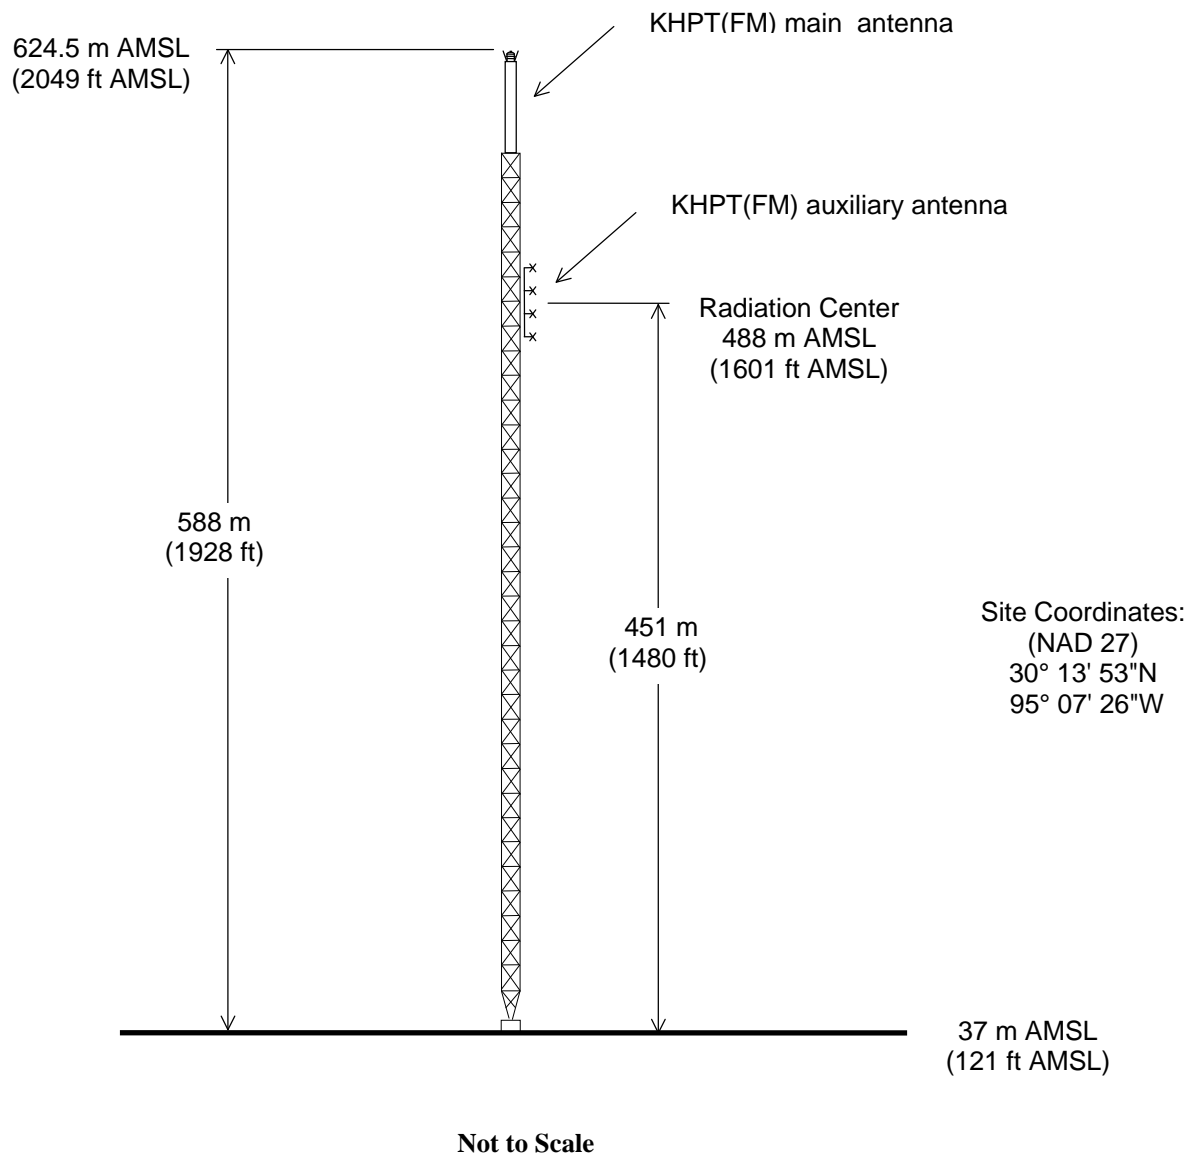 KHPT(FM) main antenna
624.5 m AMSL
(2049 ft AMSL)
KHPT(FM) auxiliary antenna
Radiation Center
488 m AMSL
(1601 ft AMSL)
588 m
(1928 ft)
451 m
(1480 ft)
Site Coordinates:
(NAD 27)
30° 13' 53"N
95° 07' 26"W
37 m AMSL
(121 ft AMSL)
Not to Scale